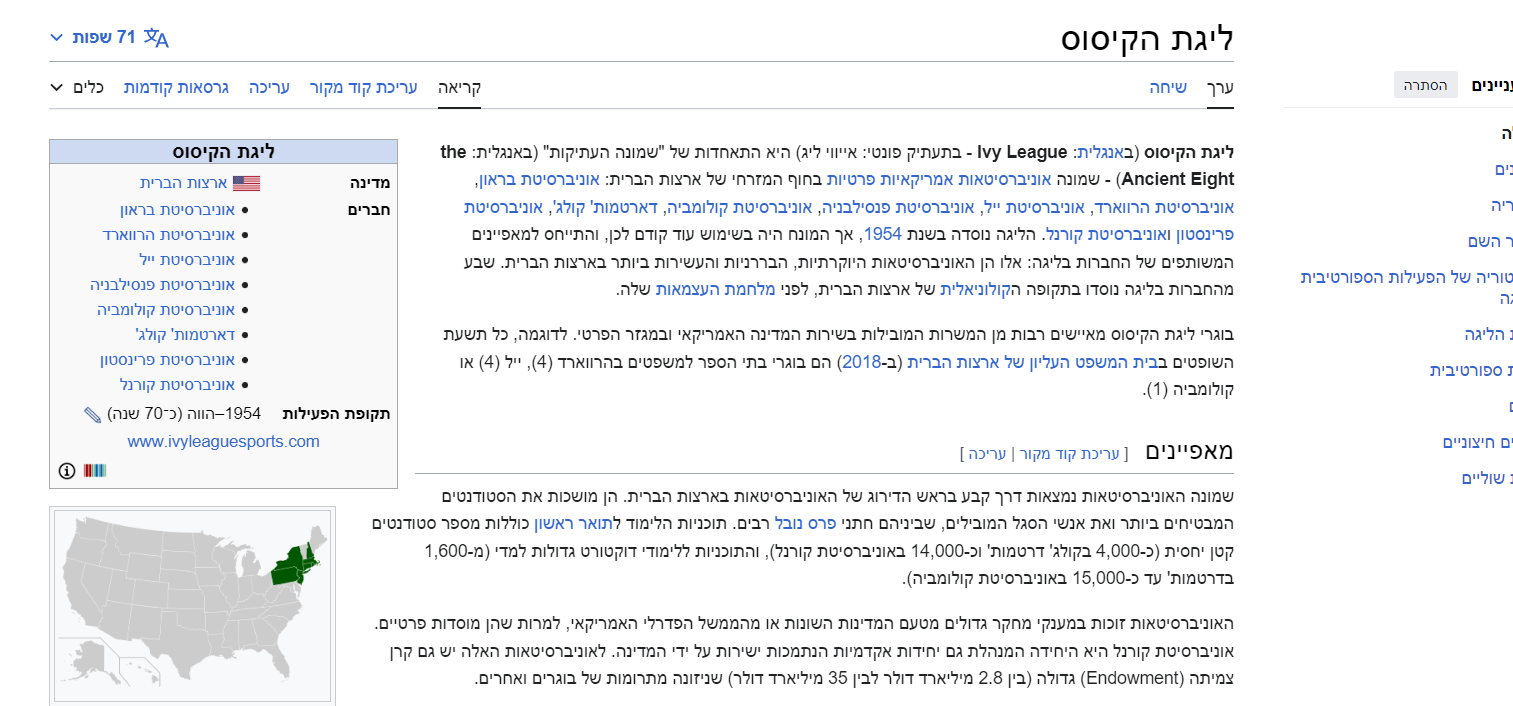 ליגת הקיסוס
71 שפות
ערך
שיחה
קריאה
עריכת קוד מקור
עריכה
גרסאות קודמות
כלים
הסתרה
ליגת הקיסוס (באנגלית: Ivy League - בתעתיק פונטי: אייווי ליג) היא התאחדות של "שמונה העתיקות" (באנגלית: the
Ancient Eight) - שמונה אוניברסיטאות אמריקאיות פרטיות בחוף המזרחי של ארצות הברית: אוניברסיטת בראון,
אוניברסיטת הרווארד, אוניברסיטת ייל, אוניברסיטת פנסילבניה, אוניברסיטת קולומביה, דארטמות' קולג', אוניברסיטת
פרינסטון ואוניברסיטת קורנל. הליגה נוסדה בשנת 1954, אך המונח היה בשימוש עוד קודם לכן, והתייחס למאפיינים
המשותפים של החברות בליגה: אלו הן האוניברסיטאות היוקרתיות, הבררניות והעשירות ביותר בארצות הברית. שבע
מהחברות בליגה נוסדו בתקופה הקולוניאלית של ארצות הברית, לפני מלחמת העצמאות שלה.
בוגרי ליגת הקיסוס מאיישים רבות מן המשרות המובילות בשירות המדינה האמריקאי ובמגזר הפרטי. לדוגמה, כל תשעת
השופטים בבית המשפט העליון של ארצות הברית (ב-2018) הם בוגרי בתי הספר למשפטים בהרווארד (4), ייל (4) או
קולומביה (1).
מאפיינים [ עריכת קוד מקור | עריכה ]
שמונה האוניברסיטאות נמצאות דרך קבע בראש הדירוג של האוניברסיטאות בארצות הברית. הן מושכות את הסטודנטים
המבטיחים ביותר ואת אנשי הסגל המובילים, שביניהם חתני פרס נובל רבים. תוכניות הלימוד לתואר ראשון כוללות מספר סטודנטים
קטן יחסית (כ-4,000 בקולג' דרטמות' וכ-14,000 באוניברסיטת קורנל), והתוכניות ללימודי דוקטורט גדולות למדי (מ-1,600
בדרטמות' עד כ-15,000 באוניברסיטת קולומביה).
האוניברסיטאות זוכות במענקי מחקר גדולים מטעם המדינות השונות או מהממשל הפדרלי האמריקאי, למרות שהן מוסדות פרטיים.
אוניברסיטת קורנל היא היחידה המנהלת גם יחידות אקדמיות הנתמכות ישירות על ידי המדינה. לאוניברסיטאות האלה יש גם קרן
צמיתה (Endowment) גדולה (בין 2.8 מיליארד דולר לבין 35 מיליארד דולר) שניזונה מתרומות של בוגרים ואחרים.
ליגת הקיסוס
מדינה ארצות הברית
חברים • אוניברסיטת בראון
• אוניברסיטת הרווארד
• אוניברסיטת ייל
• אוניברסיטת פנסילבניה
• אוניברסיטת קולומביה
• דארטמות' קולג'
• אוניברסיטת פרינסטון
• אוניברסיטת קורנל
תקופת הפעילות 1954–הווה (כ־70 שנה)
www.ivyleaguesports.com
השם
של הפעילות הספורטיבית
הליגה
ספורטיבית
חיצוניים
שוליים